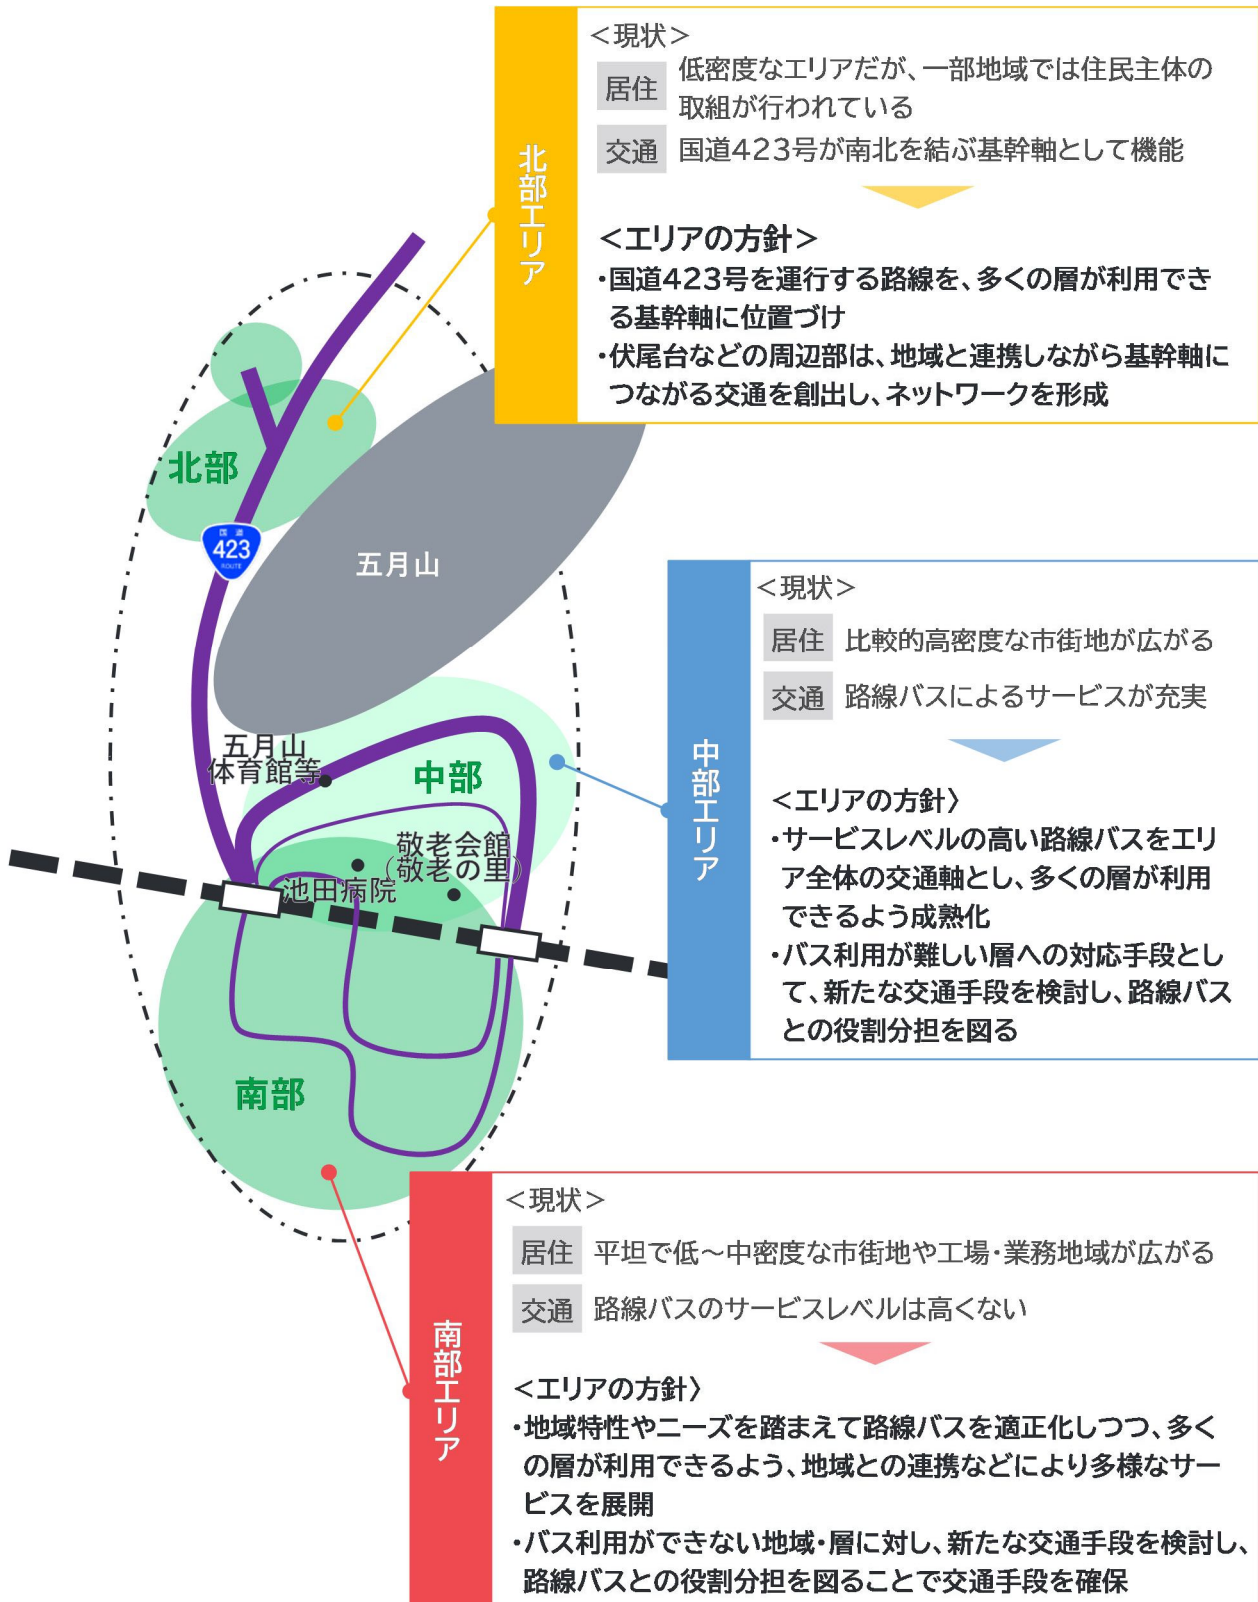 北部エリア
＜現状＞
居住 低密度なエリアだが、一部地域では住民主体の
取組が行われている
交通 国道423号が南北を結ぶ基幹軸として機能
＜エリアの方針＞
・国道423号を運行する路線を、多くの層が利用でき
る基幹軸に位置づけ
・伏尾台などの周辺部は、地域と連携しながら基幹軸に
つながる交通を創出し、ネットワークを形成
北部
国道
423
ROUTE
五月山
五月山
体育館等
中部
敬老会館
(敬老の里)
池田病院
南部
中部エリア
＜現状＞
居住 比較的高密度な市街地が広がる
交通 路線バスによるサービスが充実
＜エリアの方針〉
・サービスレベルの高い路線バスをエリ
ア全体の交通軸とし、多くの層が利用
できるよう成熟化
・バス利用が難しい層への対応手段とし
て、新たな交通手段を検討し、路線バス
との役割分担を図る
南部エリア
＜現状＞
居住 平坦で低～中密度な市街地や工場・業務地域が広がる
交通 路線バスのサービスレベルは高くない
＜エリアの方針〉
・地域特性やニーズを踏まえて路線バスを適正化しつつ、多く
の層が利用できるよう、地域との連携などにより多様なサー
ビスを展開
・バス利用ができない地域・層に対し、新たな交通手段を検討し、
路線バスとの役割分担を図ることで交通手段を確保